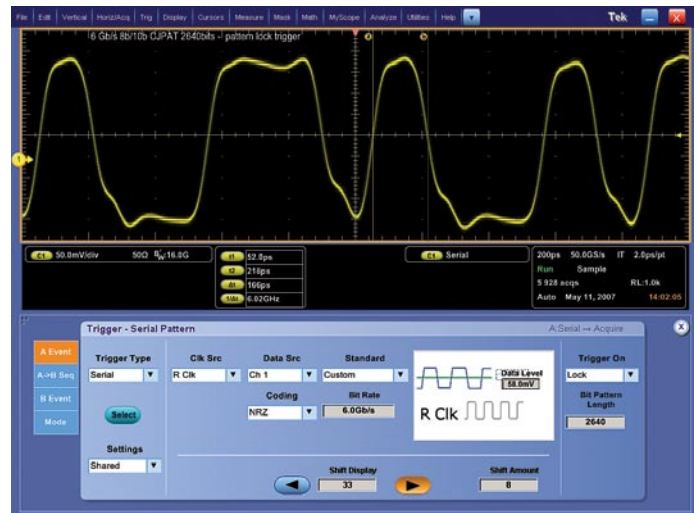 File Edit Vertical Horiz/Acq Trig Display Cursors Measure Mask Math MyScope Analyze Utilities Help Tek
6 Gb/s 8b/10b CJPAT 2640bits -- pattern lock trigger
1
C1 50.0mV/div 50Ω BW:16.0G
t1 52.0ps
t2 218ps
Δt 166ps
1/Δt 6.02GHz
C1 Serial
200ps 50.0GS/s IT 2.0ps/pt
Run Sample
5 928 acqs RL:1.0k
Auto May 11, 2007 14:02:05
Trigger - Serial Pattern A:Serial → Acquire
A Event
A->B Seq
B Event
Mode
Trigger Type
Serial
Select
Settings
Shared
Clk Src
R Clk
Data Src
Ch 1
Coding
NRZ
Standard
Custom
Bit Rate
6.0Gb/s
Data Level
58.0mV
R Clk
Trigger On
Lock
Bit Pattern
Length
2640
Shift Display
33
Shift Amount
8